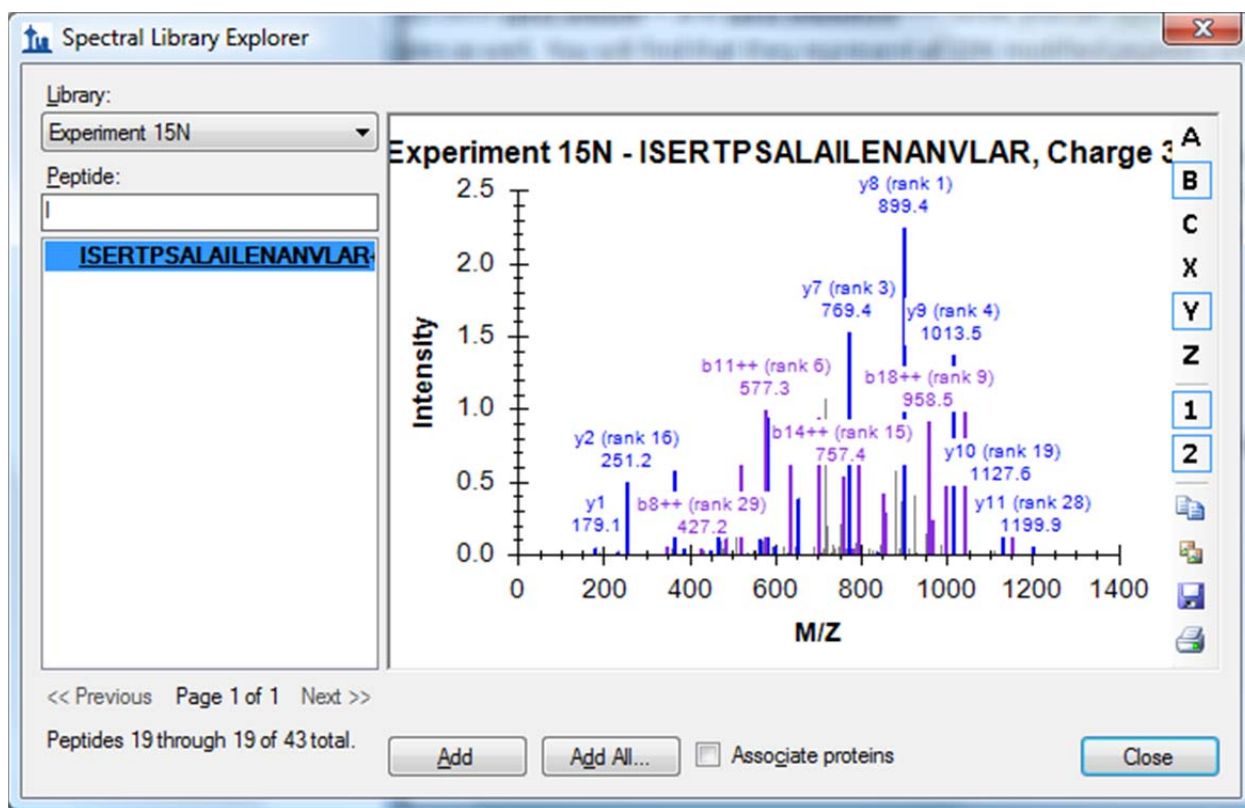 Spectral Library Explorer
Library:
Experiment 15N
Peptide:
I
ISERTPSALAILENANVLAR
<< Previous Page 1 of 1 Next >>
Peptides 19 through 19 of 43 total.
Experiment 15N - ISERTPSALAILENANVLAR, Charge 3
Intensity
2.5
2.0
1.5
1.0
0.5
0.0
y8 (rank 1)
899.4
y7 (rank 3)
769.4
y9 (rank 4)
1013.5
b11++ (rank 6)
577.3
b18++ (rank 9)
958.5
y2 (rank 16)
251.2
b14++ (rank 15)
757.4
y10 (rank 19)
1127.6
y1
179.1
b8++ (rank 29)
427.2
y11 (rank 28)
1199.9
0 200 400 600 800 1000 1200 1400
M/Z
A
B
C
X
Y
Z
1
2
Add
Add All...
Associate proteins
Close